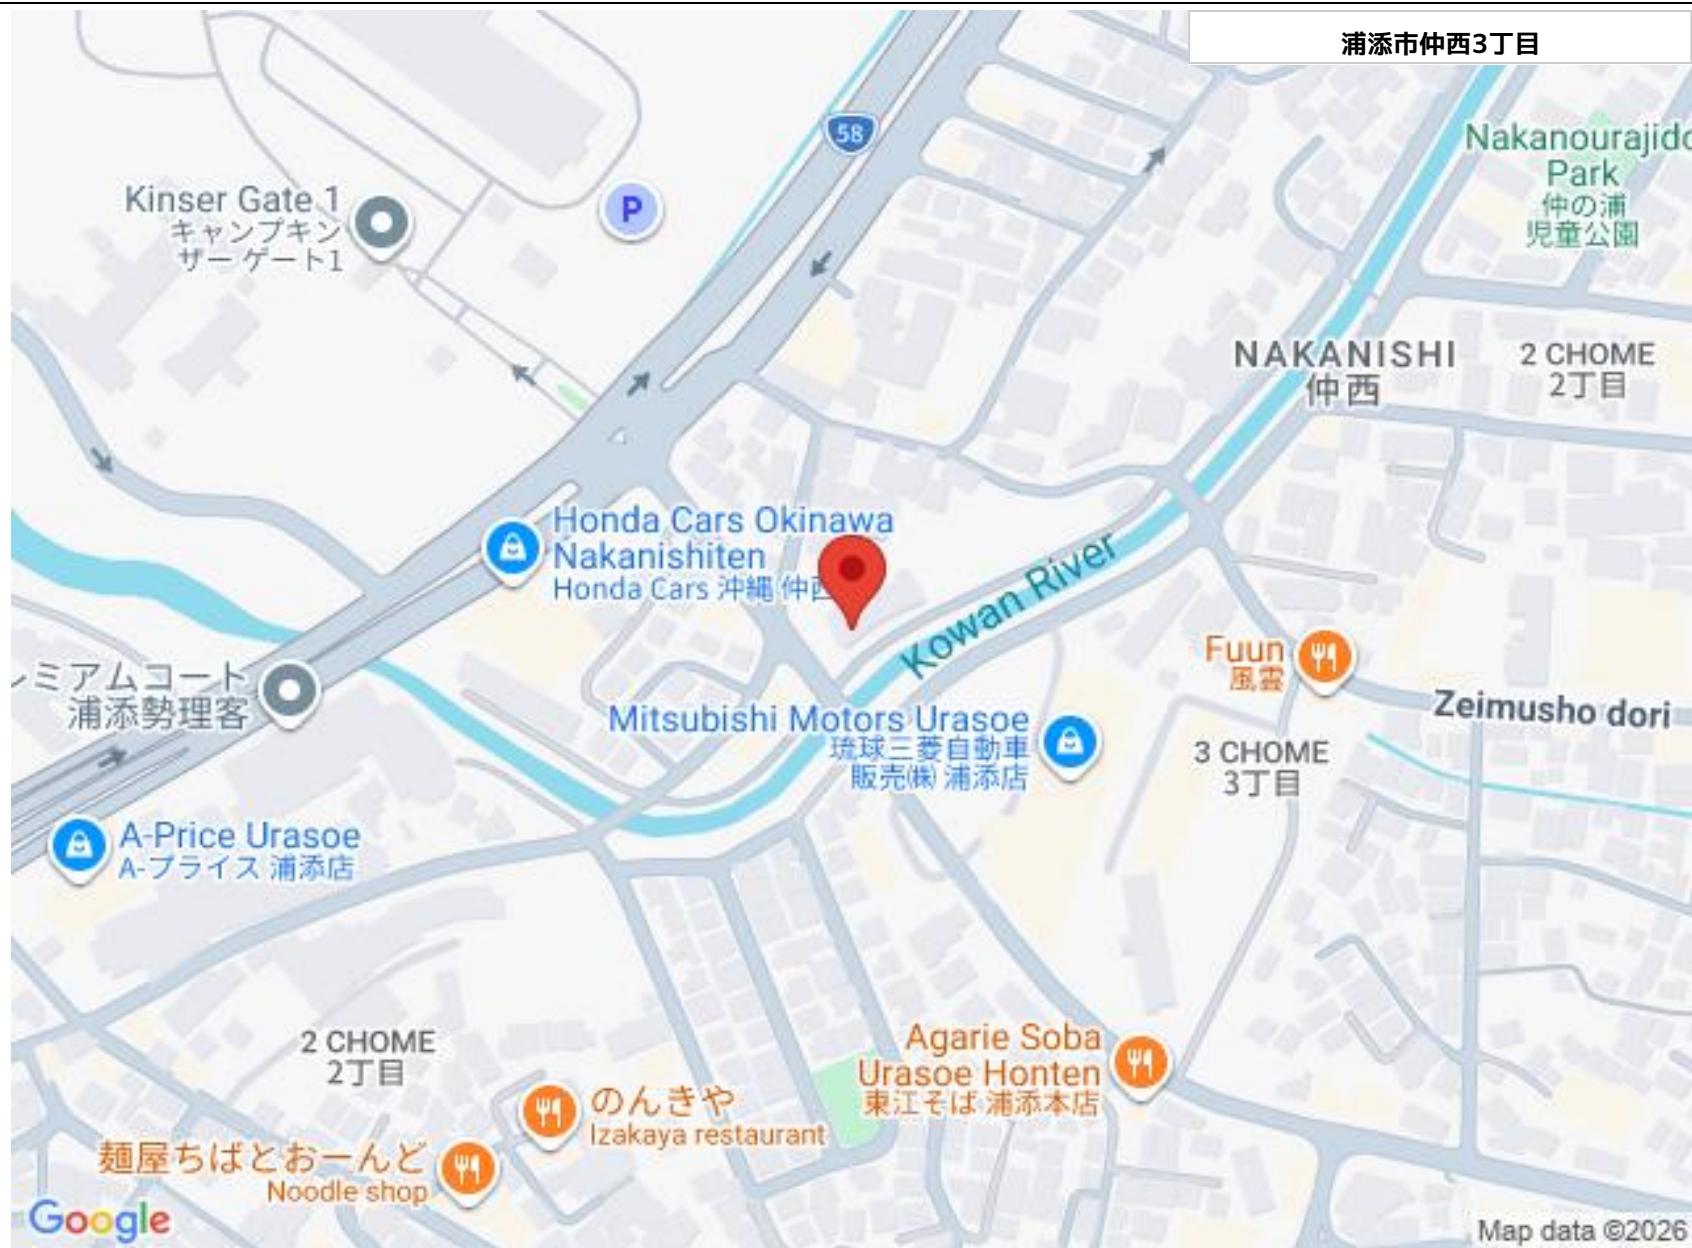 浦添市仲西3丁目
58
Nakanourajido
Park
仲の浦
児童公園
Kinser Gate 1
キャンプキン
ザー ゲート1
P
NAKANISHI
仲西
2 CHOME
2丁目
Honda Cars Okinawa
Nakanishiten
Honda Cars 沖縄 仲西
Kowan River
Fuun
風雲
ミアムコート
浦添勢理客
Zeimusho dori
Mitsubishi Motors Urasoe
琉球三菱自動車
販売㈱ 浦添店
3 CHOME
3丁目
A-Price Urasoe
A-プライス 浦添店
2 CHOME
2丁目
Agarie Soba
Urasoe Honten
東江そば 浦添本店
のんきや
Izakaya restaurant
麺屋ちばとおーんど
Noodle shop
Google
Map data ©2026